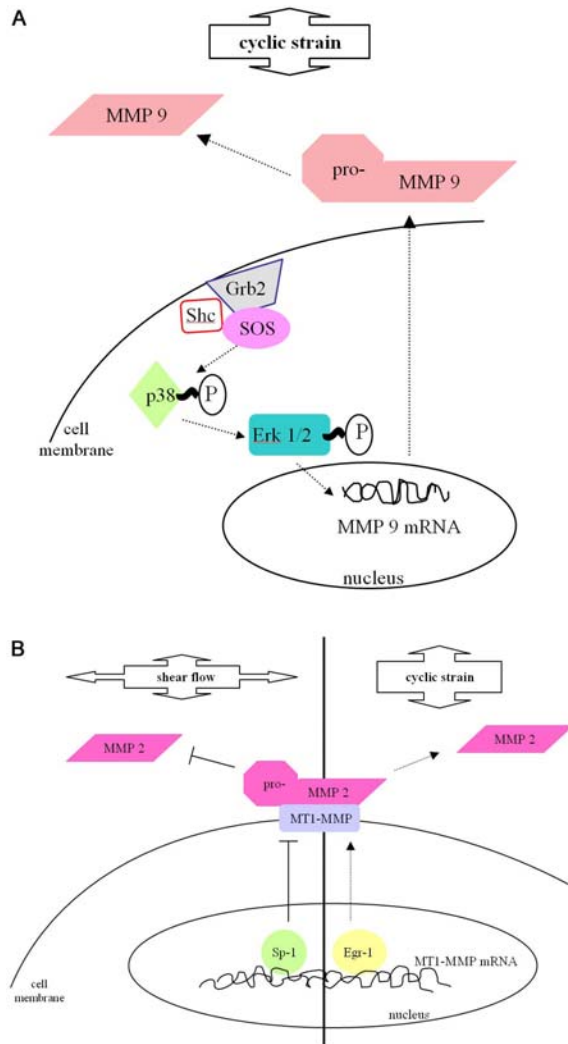 A
cyclic strain
MMP 9
pro-
MMP 9
Grb2
Shc
SOS
p38
P
cell
membrane
Erk 1/2
P
MMP 9 mRNA
nucleus
B
shear flow
cyclic strain
MMP 2
MMP 2
pro-
MMP 2
MT1-MMP
Sp-1
Egr-1
MT1-MMP mRNA
cell
membrane
nucleus